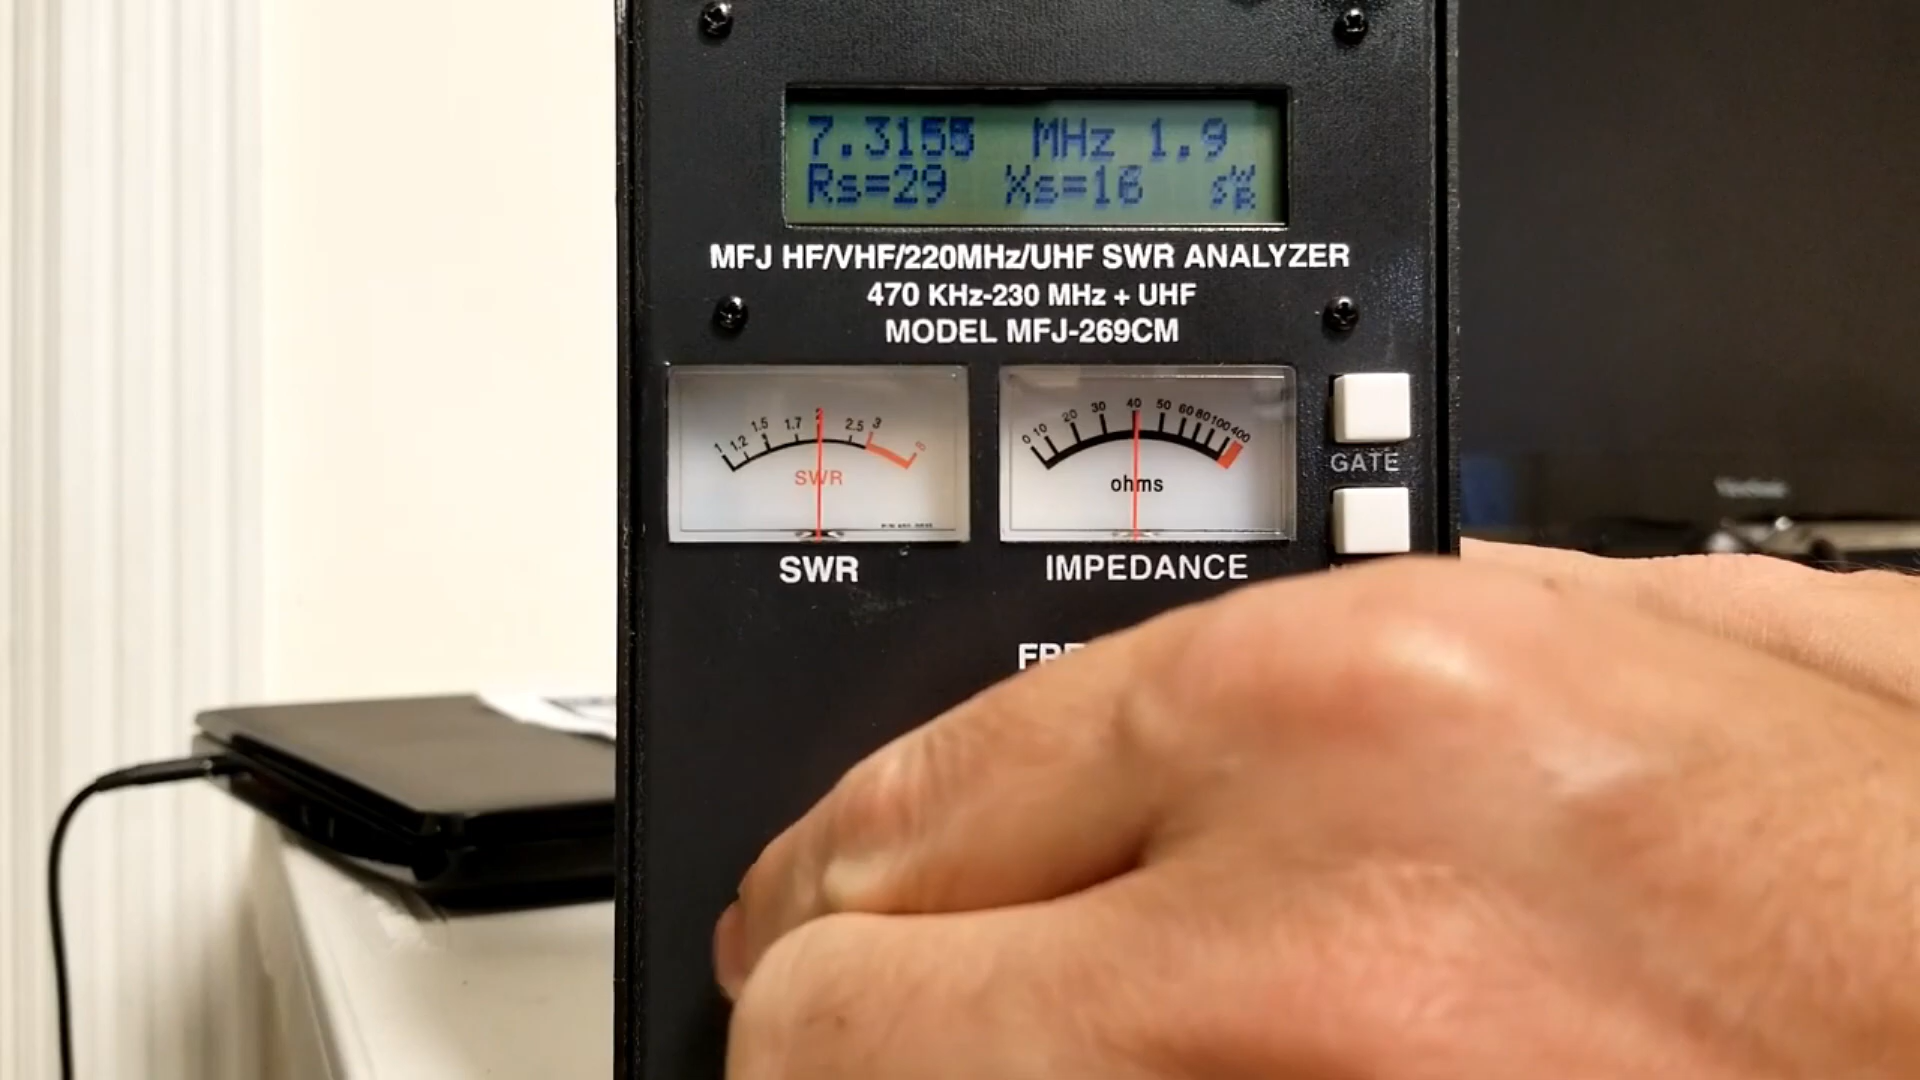 7.3155 MHz 1.9
Rs=29 Xs=16 SWR
MFJ HF/VHF/220MHz/UHF SWR ANALYZER
470 KHz-230 MHz + UHF
MODEL MFJ-269CM
1 1.2 1.5 1.7 2 2.5 3
SWR
0 10 20 30 40 50 60 80 100 400
ohms
GATE
SWR
IMPEDANCE